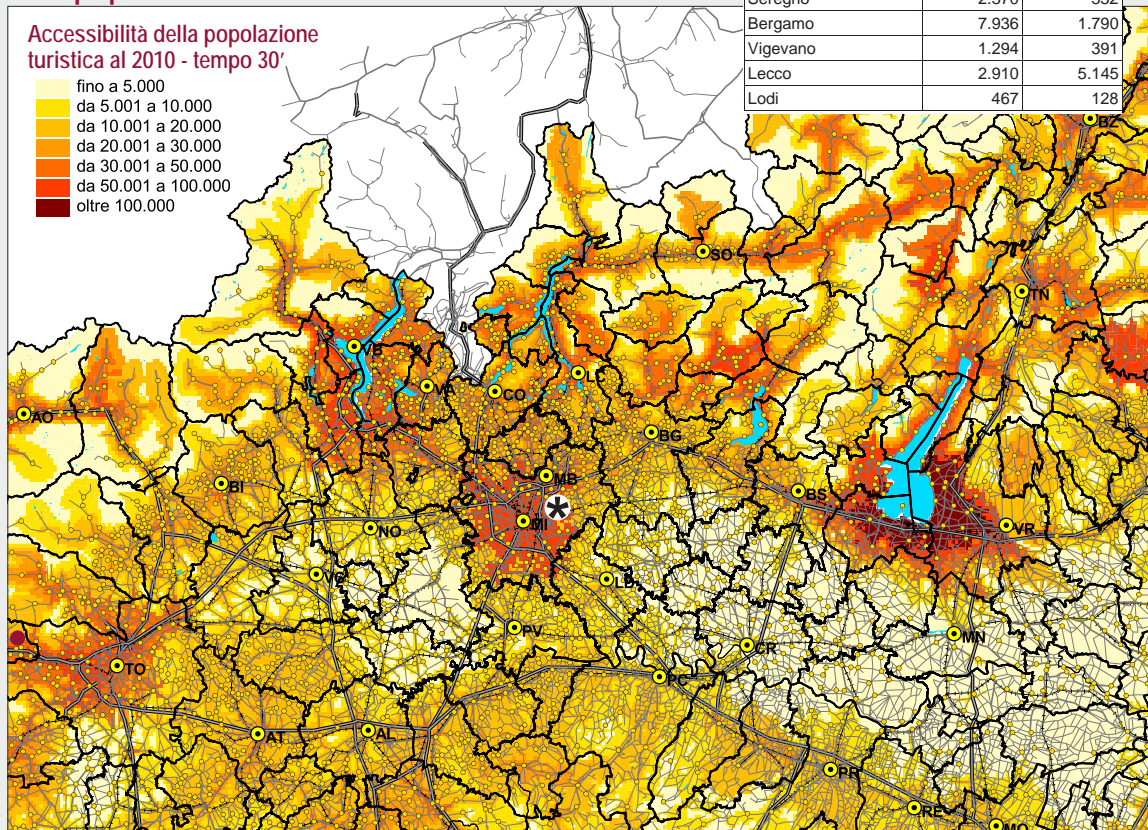 Accessibilità della popolazione
turistica al 2010 - tempo 30'
fino a 5.000
da 5.001 a 10.000
da 10.001 a 20.000
da 20.001 a 30.000
da 30.001 a 50.000
da 50.001 a 100.000
oltre 100.000
Bergamo 7.936 1.790
Vigevano 1.294 391
Lecco 2.910 5.145
Lodi 467 128
BZ
SO
TN
VB
LC
CO
AO
BG
BI
MB
BS
MI
NO
VR
PV
MN
CR
TO
PC
AT
AL
PR
RE
MO